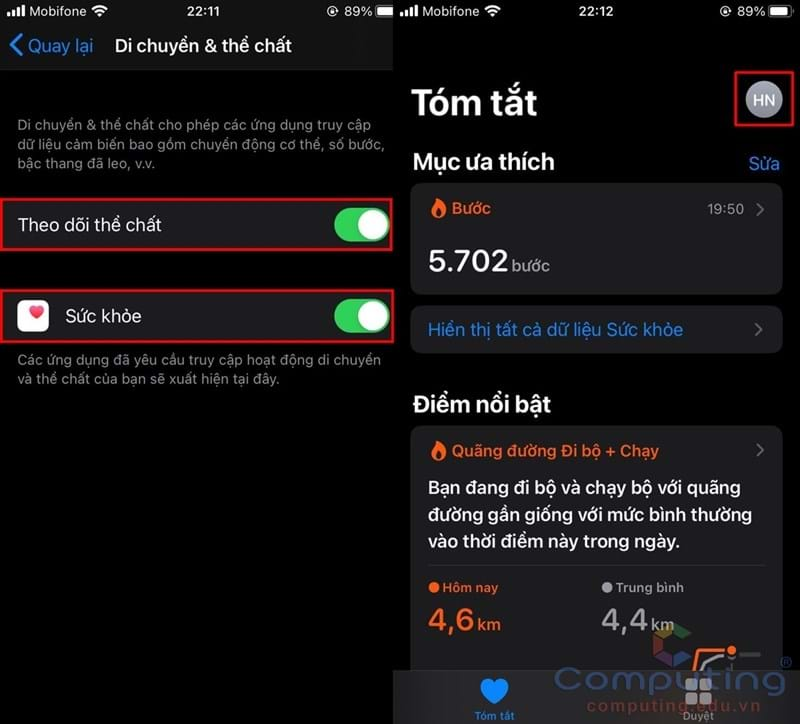 Mobifone 22:11 89%
Quay lại Di chuyển & thể chất
Di chuyển & thể chất cho phép các ứng dụng truy cập
dữ liệu cảm biến bao gồm chuyển động cơ thể, số bước,
bậc thang đã leo, v.v.
Theo dõi thể chất
Sức khỏe
Các ứng dụng đã yêu cầu truy cập hoạt động di chuyển
và thể chất của bạn sẽ xuất hiện tại đây.
Mobifone 22:12 89%
Tóm tắt HN
Mục ưa thích Sửa
Bước 19:50
5.702 bước
Hiển thị tất cả dữ liệu Sức khỏe
Điểm nổi bật
Quãng đường Đi bộ + Chạy
Bạn đang đi bộ và chạy bộ với quãng
đường gần giống với mức bình thường
vào thời điểm này trong ngày.
Hôm nay Trung bình
4,6 km 4,4 km
Computing ®
computing.edu.vn
Tóm tắt Duyệt